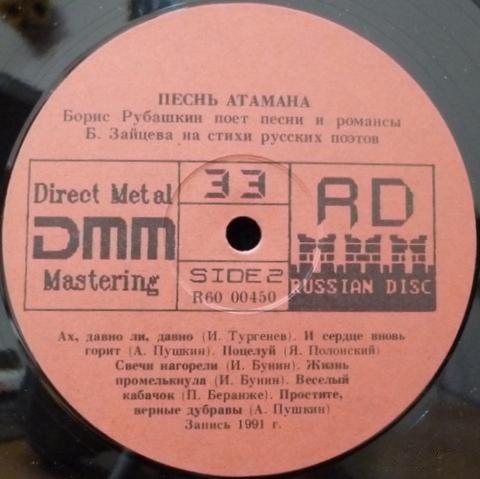 ПЕСНЬ АТАМАНА
Борис Рубашкин поет песни и романсы
Б. Зайцева на стихи русских поэтов
Direct Metal
DMM
Mastering
33
SIDE 2
R60 00450
RD
RUSSIAN DISC
Ах, давно ли, давно (И. Тургенев). И сердце вновь
горит (А. Пушкин). Поцелуй (Я. Полонский)
Свечи нагорели (И. Бунин). Жизнь
промелькнула (И. Бунин). Веселый
кабачок (П. Беранже). Простите,
верные дубравы (А. Пушкин)
Запись 1991 г.